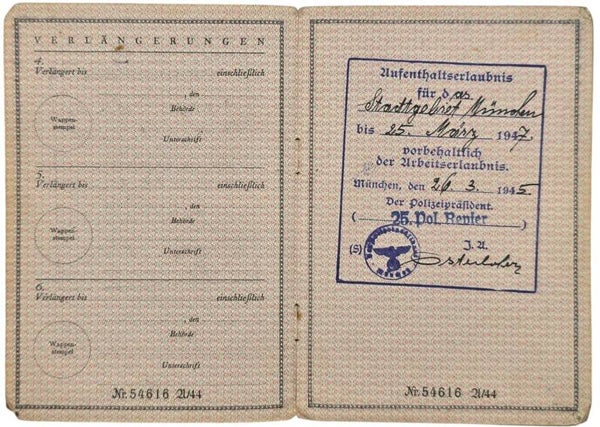 VERLÄNGERUNGEN
4.
Verlängert bis einschließlich
, den
Behörde
Wappen-
stempel
Unterschrift
5.
Verlängert bis einschließlich
, den
Behörde
Wappen-
stempel
Unterschrift
6.
Verlängert bis einschließlich
, den
Behörde
Wappen-
stempel
Unterschrift
Nr. 54616 A/44
Aufenthaltserlaubnis
für das
Stadtgebiet München
bis 25. März 1947.
vorbehaltlich
der Arbeitserlaubnis.
München, den 26. 3. 1945
Der Polizeipräsident.
( 25. Pol. Revier )
(S)
J.A.
München
Nr. 54616 A/44